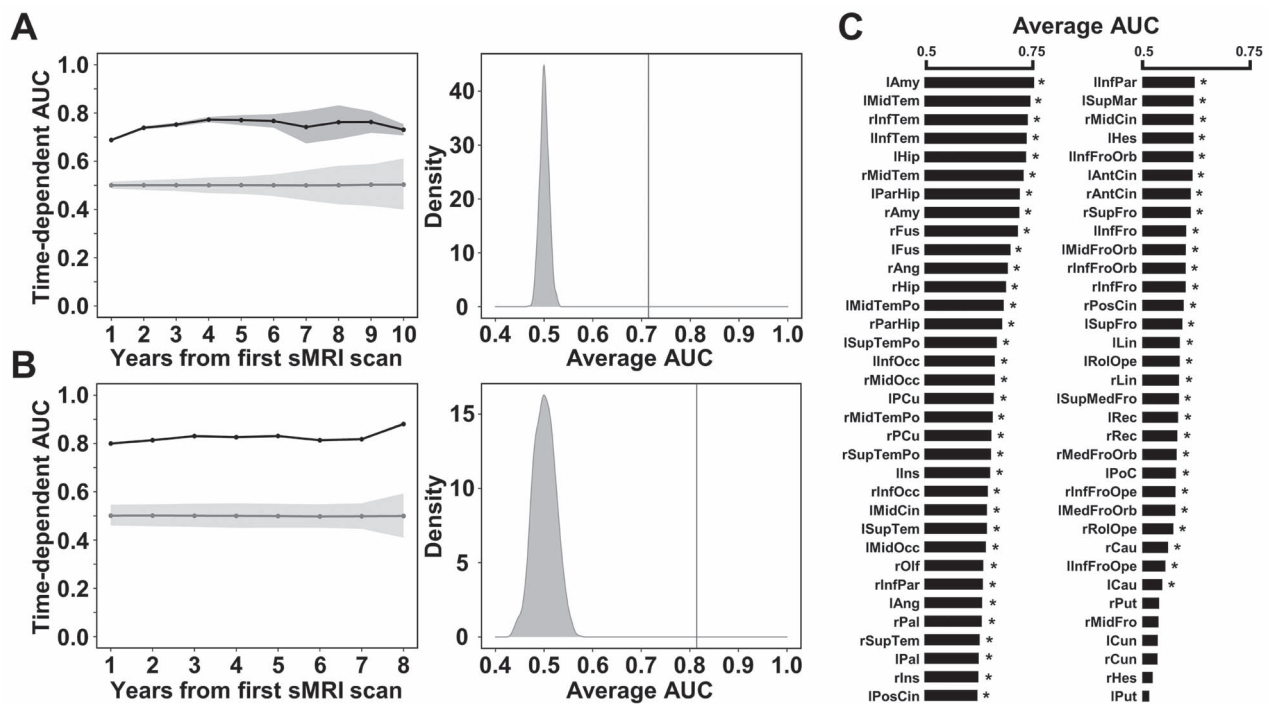 A
Time-dependent AUC
1.0
0.8
0.6
0.4
0.2
0.0
1 2 3 4 5 6 7 8 9 10
Years from first sMRI scan
Density
40
30
20
10
0
0.4 0.5 0.6 0.7 0.8 0.9 1.0
Average AUC
B
Time-dependent AUC
1.0
0.8
0.6
0.4
0.2
0.0
1 2 3 4 5 6 7 8
Years from first sMRI scan
Density
15
10
5
0
0.4 0.5 0.6 0.7 0.8 0.9 1.0
Average AUC
C
Average AUC
0.5 0.75
lAmy *
lMidTem *
rInfTem *
lInfTem *
lHip *
rMidTem *
lParHip *
rAmy *
rFus *
lFus *
rAng *
rHip *
lMidTemPo *
rParHip *
lSupTemPo *
lInfOcc *
rMidOcc *
lPCu *
rMidTemPo *
rPCu *
rSupTemPo *
lIns *
rInfOcc *
lMidCin *
lSupTem *
lMidOcc *
rOlf *
rInfPar *
lAng *
rPal *
rSupTem *
lPal *
rIns *
lPosCin *
0.5 0.75
lInfPar *
lSupMar *
rMidCin *
lHes *
lInfFroOrb *
lAntCin *
rAntCin *
rSupFro *
lInfFro *
lMidFroOrb *
rInfFroOrb *
rInfFro *
rPosCin *
lSupFro *
lLin *
lRolOpe *
rLin *
lSupMedFro *
lRec *
rRec *
rMedFroOrb *
lPoC *
rInfFroOpe *
lMedFroOrb *
rRolOpe *
rCau *
lInfFroOpe *
lCau *
rPut
rMidFro
lCun
rCun
rHes
lPut